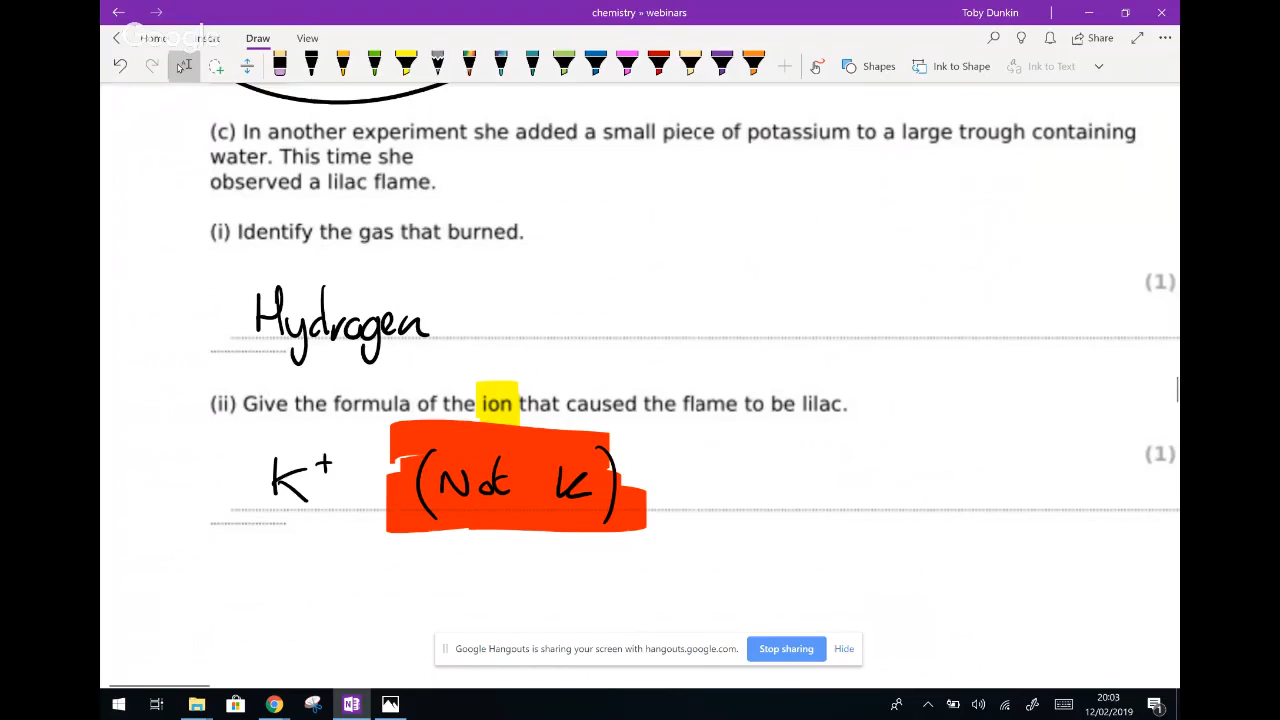 chemistry » webinars
Toby Dunkin
Google
Home Insert Draw View
Share
Shapes
Ink to Shape
Ink to Text
(c) In another experiment she added a small piece of potassium to a large trough containing
water. This time she
observed a lilac flame.
(i) Identify the gas that burned.
(1)
Hydrogen
(ii) Give the formula of the ion that caused the flame to be lilac.
(1)
K+ (Not K)
Google Hangouts is sharing your screen with hangouts.google.com.
Stop sharing
Hide
20:03
12/02/2019